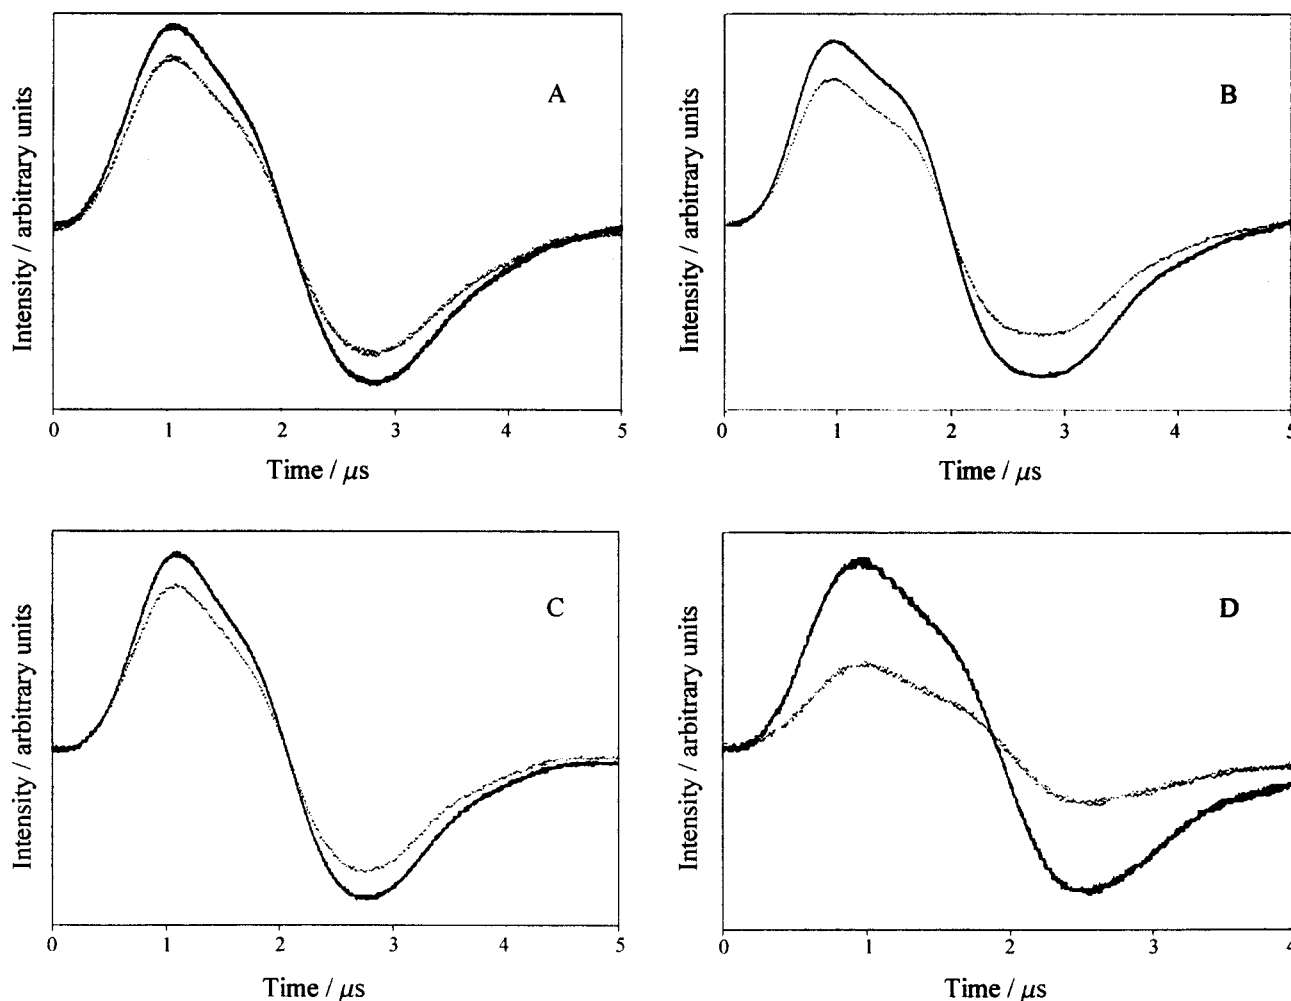 Intensity / arbitrary units
A
0 1 2 3 4 5
Time / μs
Intensity / arbitrary units
B
0 1 2 3 4 5
Time / μs
Intensity / arbitrary units
C
0 1 2 3 4 5
Time / μs
Intensity / arbitrary units
D
0 1 2 3 4
Time / μs